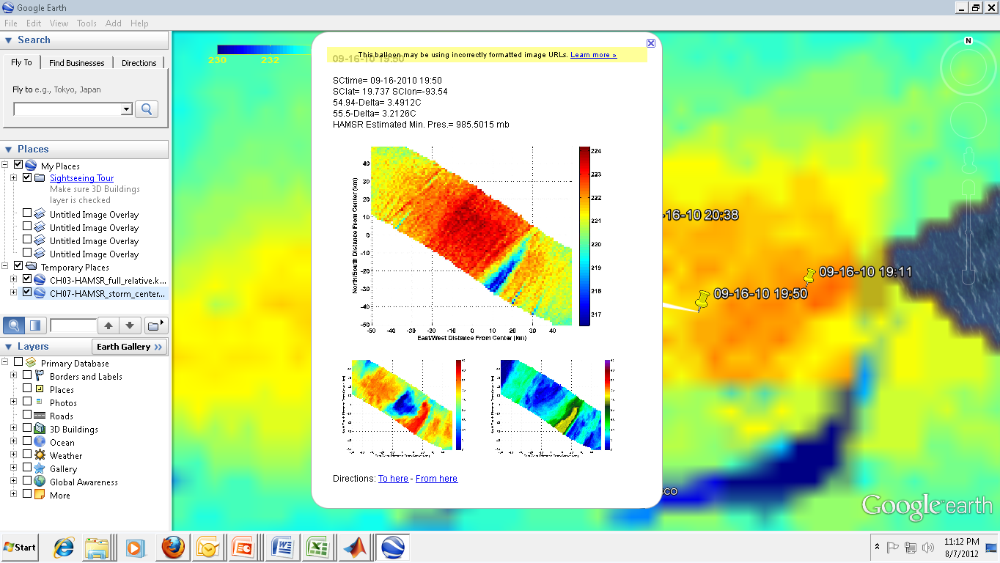 Google Earth
File Edit View Tools Add Help
Search
Fly To Find Businesses Directions
Fly to e.g., Tokyo, Japan
Places
My Places
Sightseeing Tour
Make sure 3D Buildings
layer is checked
Untitled Image Overlay
Untitled Image Overlay
Untitled Image Overlay
Untitled Image Overlay
Temporary Places
CH03-HAMSR_full_relative.k...
CH07-HAMSR_storm_center...
Layers Earth Gallery >>
Primary Database
Borders and Labels
Places
Photos
Roads
3D Buildings
Ocean
Weather
Gallery
Global Awareness
More
230 232
This balloon may be using incorrectly formatted image URLs. Learn more »
09-16-10 19:50
SCtime= 09-16-2010 19:50
SClat= 19.737 SClon=-93.54
54.94-Delta= 3.4912C
55.5-Delta= 3.2126C
HAMSR Estimated Min. Pres.= 985.5015 mb
North/South Distance From Center (km)
40
30
20
10
0
-10
-20
-30
-40
-50
-50 -40 -30 -20 -10 0 10 20 30 40
East/West Distance From Center (Km)
224
223
222
221
220
219
218
217
Directions: To here - From here
N
-16-10 20:38
09-16-10 19:11
09-16-10 19:50
CO
Google earth
Start
11:12 PM
8/7/2012